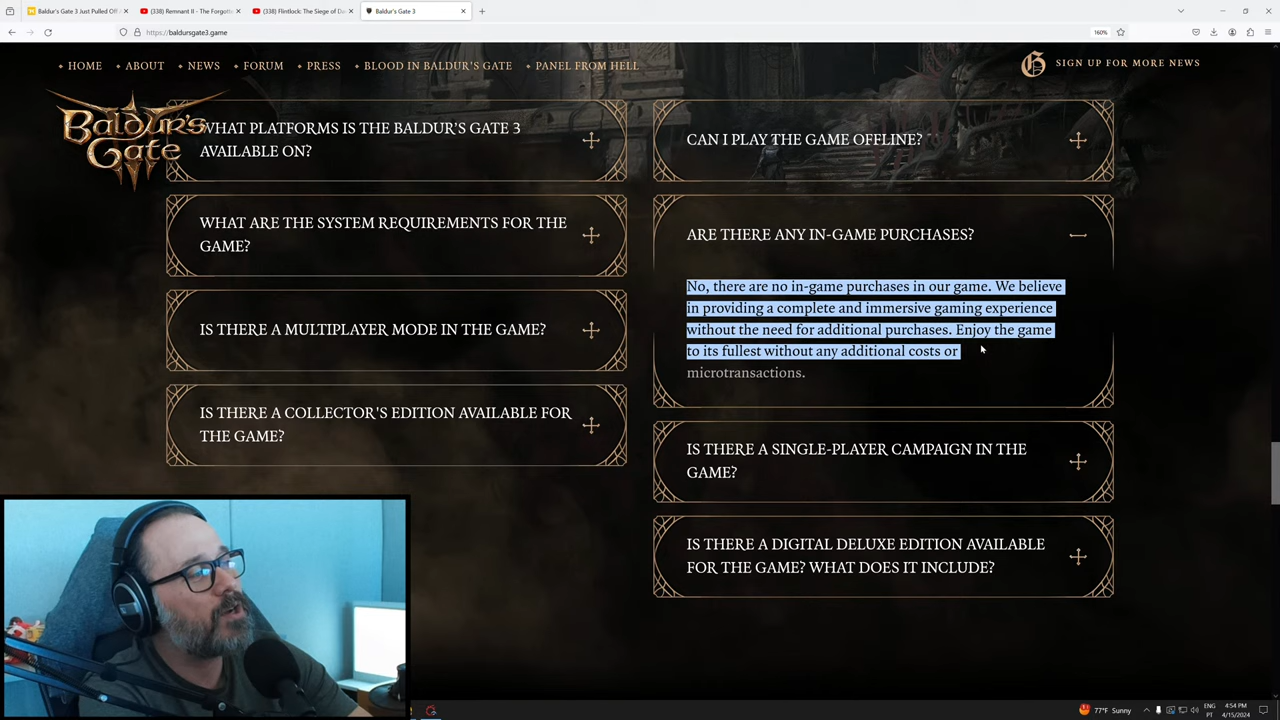 Baldur's Gate 3 Just Pulled Off
(338) Remnant II - The Forgott
(338) Flintlock: The Siege of Da
Baldur's Gate 3
https://baldursgate3.game
160%
HOME
ABOUT
NEWS
FORUM
PRESS
BLOOD IN BALDUR'S GATE
PANEL FROM HELL
SIGN UP FOR MORE NEWS
Baldur's
Gate
WHAT PLATFORMS IS THE BALDUR'S GATE 3
AVAILABLE ON?
WHAT ARE THE SYSTEM REQUIREMENTS FOR THE
GAME?
IS THERE A MULTIPLAYER MODE IN THE GAME?
IS THERE A COLLECTOR'S EDITION AVAILABLE FOR
THE GAME?
CAN I PLAY THE GAME OFFLINE?
ARE THERE ANY IN-GAME PURCHASES?
No, there are no in-game purchases in our game. We believe
in providing a complete and immersive gaming experience
without the need for additional purchases. Enjoy the game
to its fullest without any additional costs or
microtransactions.
IS THERE A SINGLE-PLAYER CAMPAIGN IN THE
GAME?
IS THERE A DIGITAL DELUXE EDITION AVAILABLE
FOR THE GAME? WHAT DOES IT INCLUDE?
77°F Sunny
ENG
PT
4:54 PM
4/15/2024